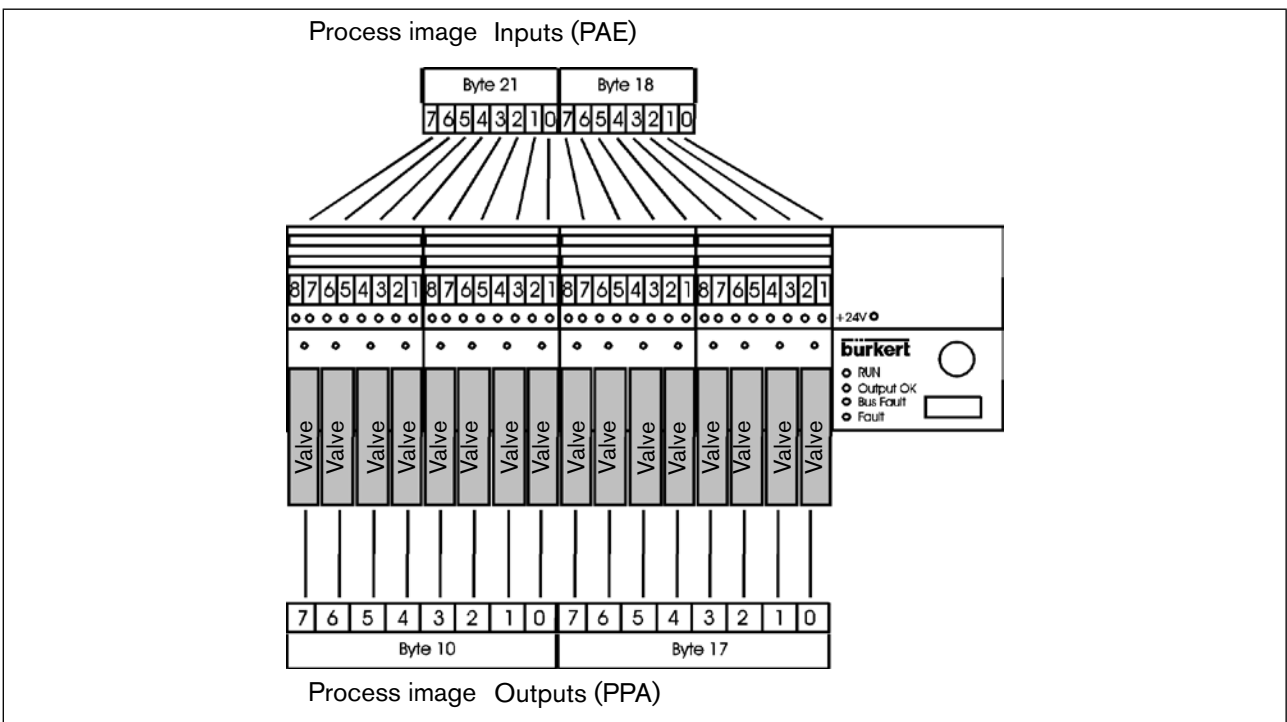 Process image Inputs (PAE)
Byte 21 Byte 18
7 6 5 4 3 2 1 0 7 6 5 4 3 2 1 0
8 7 6 5 4 3 2 1 8 7 6 5 4 3 2 1 8 7 6 5 4 3 2 1 8 7 6 5 4 3 2 1
+24V
bürkert
RUN
Output OK
Bus Fault
Fault
Valve Valve Valve Valve Valve Valve Valve Valve Valve Valve Valve Valve Valve Valve Valve Valve
7 6 5 4 3 2 1 0 7 6 5 4 3 2 1 0
Byte 10 Byte 17
Process image Outputs (PPA)